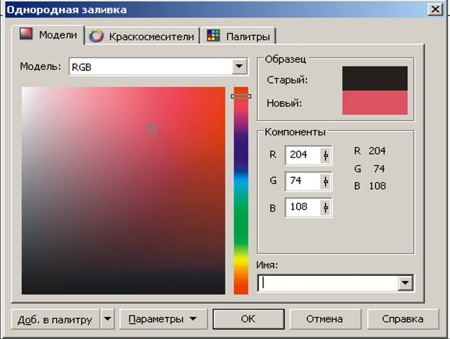 Однородная заливка
Модели Краскосмесители Палитры
Модель: RGB
Образец
Старый:
Новый:
Компоненты
R 204 R 204
G 74 G 74
B 108 B 108
Имя:
Доб. в палитру Параметры OK Отмена Справка